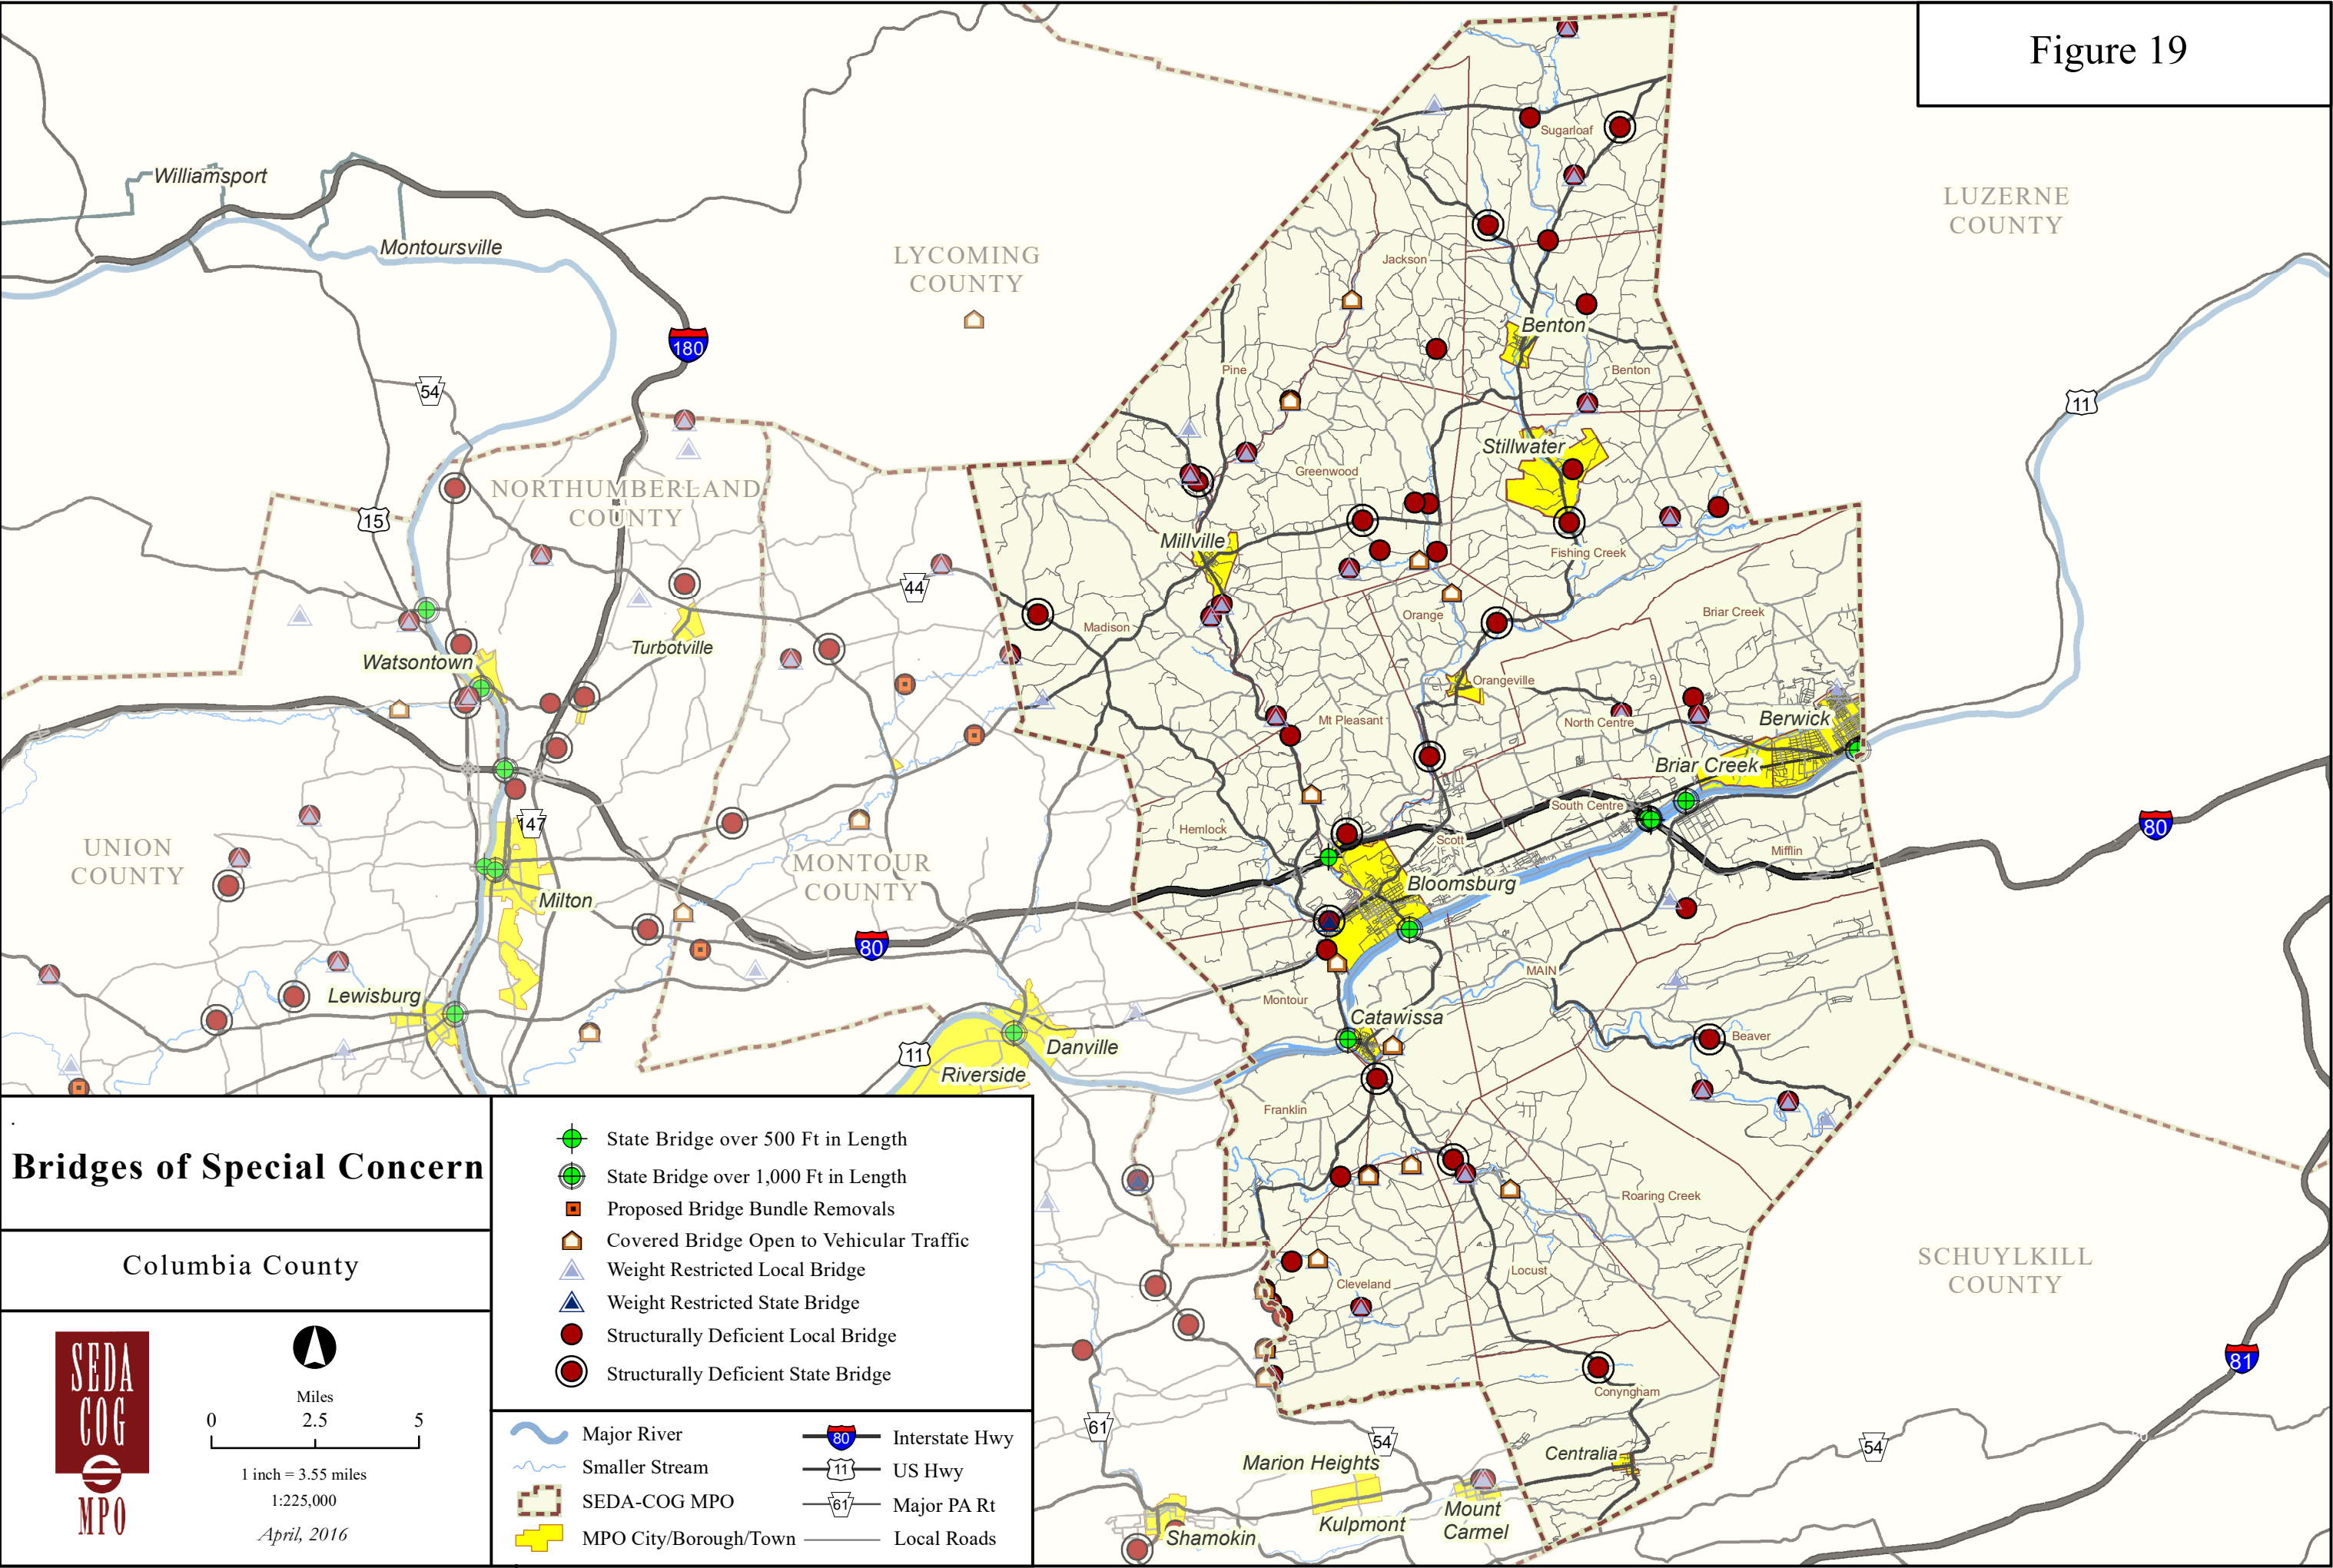 Figure 19
Williamsport
Montoursville
LYCOMING
COUNTY
LUZERNE
COUNTY
Sugarloaf
Jackson
180
54
Benton
Pine
Benton
11
Stillwater
Greenwood
NORTHUMBERLAND
COUNTY
15
Millville
Fishing Creek
44
Orange
Briar Creek
Madison
Turbotville
Watsontown
Orangeville
Mt Pleasant
North Centre
Berwick
Briar Creek
South Centre
147
Hemlock
80
Scott
Mifflin
UNION
COUNTY
MONTOUR
COUNTY
Bloomsburg
Milton
80
MAIN
Lewisburg
Montour
Catawissa
Beaver
11
Danville
Riverside
Franklin
Roaring Creek
SCHUYLKILL
COUNTY
Locust
Cleveland
81
Conyngham
61
54
54
Centralia
Marion Heights
Kulpmont
Mount
Carmel
Shamokin
Bridges of Special Concern
Columbia County
SEDA
COG
MPO
Miles
0 2.5 5
1 inch = 3.55 miles
1:225,000
April, 2016
State Bridge over 500 Ft in Length
State Bridge over 1,000 Ft in Length
Proposed Bridge Bundle Removals
Covered Bridge Open to Vehicular Traffic
Weight Restricted Local Bridge
Weight Restricted State Bridge
Structurally Deficient Local Bridge
Structurally Deficient State Bridge
Major River
Smaller Stream
SEDA-COG MPO
MPO City/Borough/Town
80 Interstate Hwy
11 US Hwy
61 Major PA Rt
Local Roads